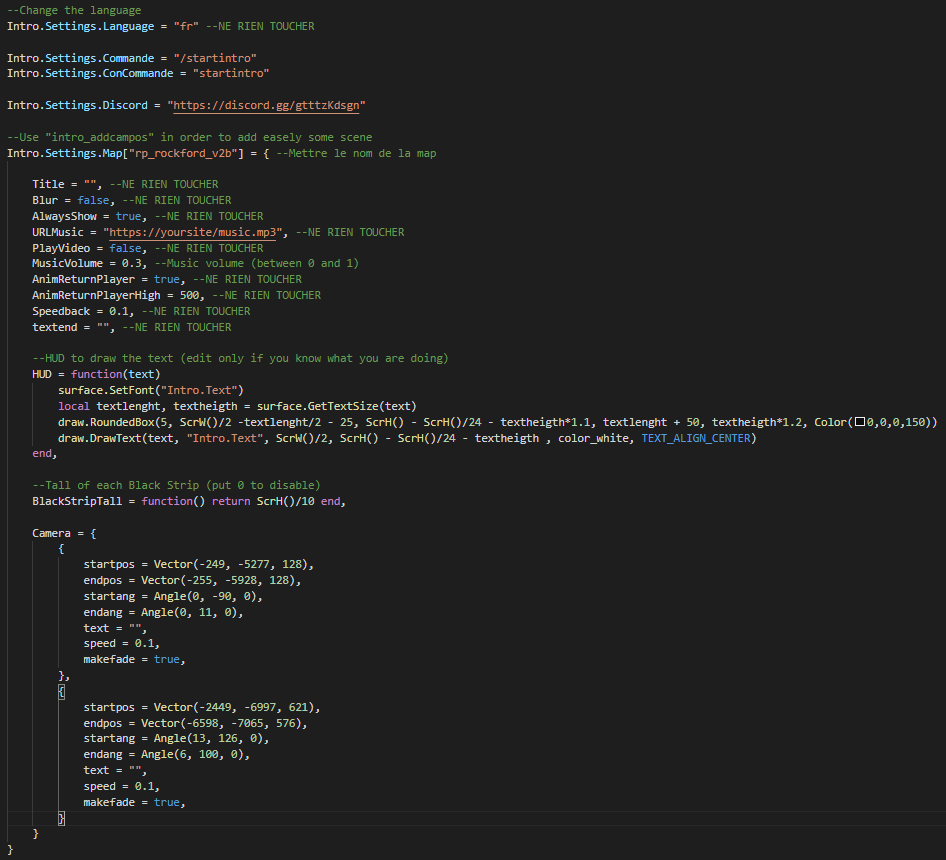 --Change the language
Intro.Settings.Language = "fr" --NE RIEN TOUCHER
Intro.Settings.Commande = "/startintro"
Intro.Settings.ConCommande = "startintro"
Intro.Settings.Discord = "https://discord.gg/gtttzKdsgn"
--Use "intro_addcampos" in order to add easely some scene
Intro.Settings.Map["rp_rockford_v2b"] = { --Mettre le nom de la map
Title = "", --NE RIEN TOUCHER
Blur = false, --NE RIEN TOUCHER
AlwaysShow = true, --NE RIEN TOUCHER
URLMusic = "https://yoursite/music.mp3", --NE RIEN TOUCHER
PlayVideo = false, --NE RIEN TOUCHER
MusicVolume = 0.3, --Music volume (between 0 and 1)
AnimReturnPlayer = true, --NE RIEN TOUCHER
AnimReturnPlayerHigh = 500, --NE RIEN TOUCHER
Speedback = 0.1, --NE RIEN TOUCHER
textend = "", --NE RIEN TOUCHER
--HUD to draw the text (edit only if you know what you are doing)
HUD = function(text)
surface.SetFont("Intro.Text")
local textlenght, textheigth = surface.GetTextSize(text)
draw.RoundedBox(5, ScrW()/2 -textlenght/2 - 25, ScrH() - ScrH()/24 - textheigth*1.1, textlenght + 50, textheigth*1.2, Color(0,0,0,150))
draw.DrawText(text, "Intro.Text", ScrW()/2, ScrH() - ScrH()/24 - textheigth , color_white, TEXT_ALIGN_CENTER)
end,
--Tall of each Black Strip (put 0 to disable)
BlackStripTall = function() return ScrH()/10 end,
Camera = {
{
startpos = Vector(-249, -5277, 128),
endpos = Vector(-255, -5928, 128),
startang = Angle(0, -90, 0),
endang = Angle(0, 11, 0),
text = "",
speed = 0.1,
makefade = true,
},
{
startpos = Vector(-2449, -6997, 621),
endpos = Vector(-6598, -7065, 576),
startang = Angle(13, 126, 0),
endang = Angle(6, 100, 0),
text = "",
speed = 0.1,
makefade = true,
}
}
}